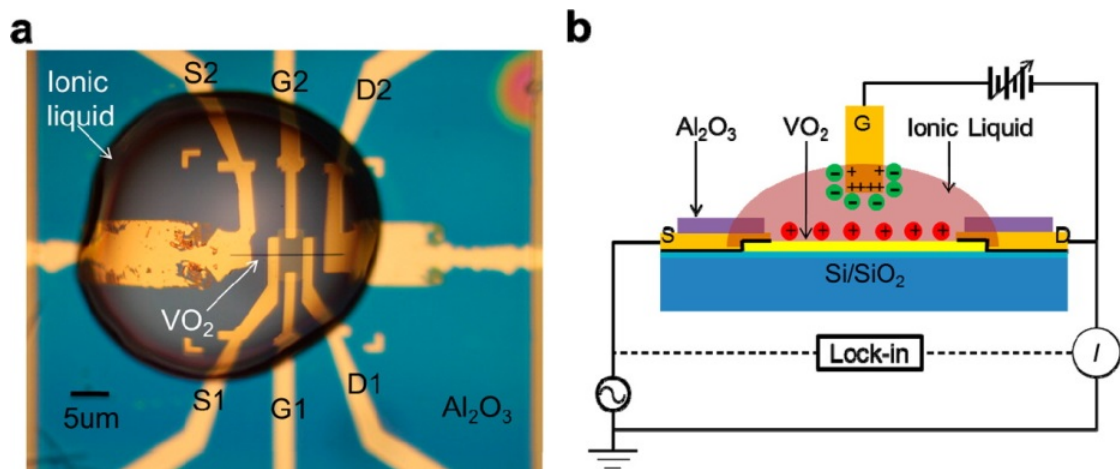 a
Ionic
liquid
S2
G2
D2
VO₂
5um
S1
G1
D1
Al₂O₃
b
Al₂O₃
VO₂
G
Ionic Liquid
+ +
++++
− − − − − − −
+ + + + + +
S
D
Si/SiO₂
Lock-in
I